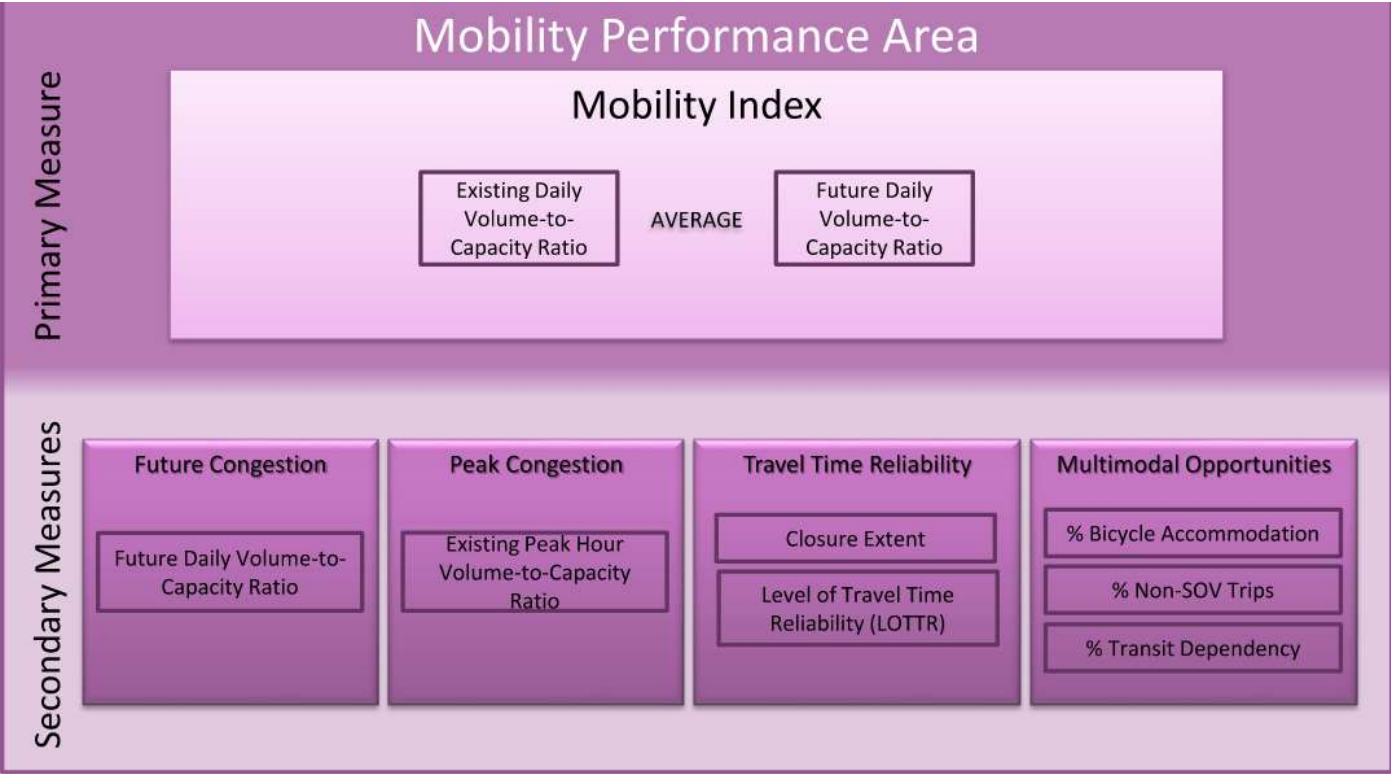 Mobility Performance Area
Primary Measure
Mobility Index
Existing Daily
Volume-to-
Capacity Ratio
AVERAGE
Future Daily
Volume-to-
Capacity Ratio
Secondary Measures
Future Congestion
Future Daily Volume-to-
Capacity Ratio
Peak Congestion
Existing Peak Hour
Volume-to-Capacity
Ratio
Travel Time Reliability
Closure Extent
Level of Travel Time
Reliability (LOTTR)
Multimodal Opportunities
% Bicycle Accommodation
% Non-SOV Trips
% Transit Dependency